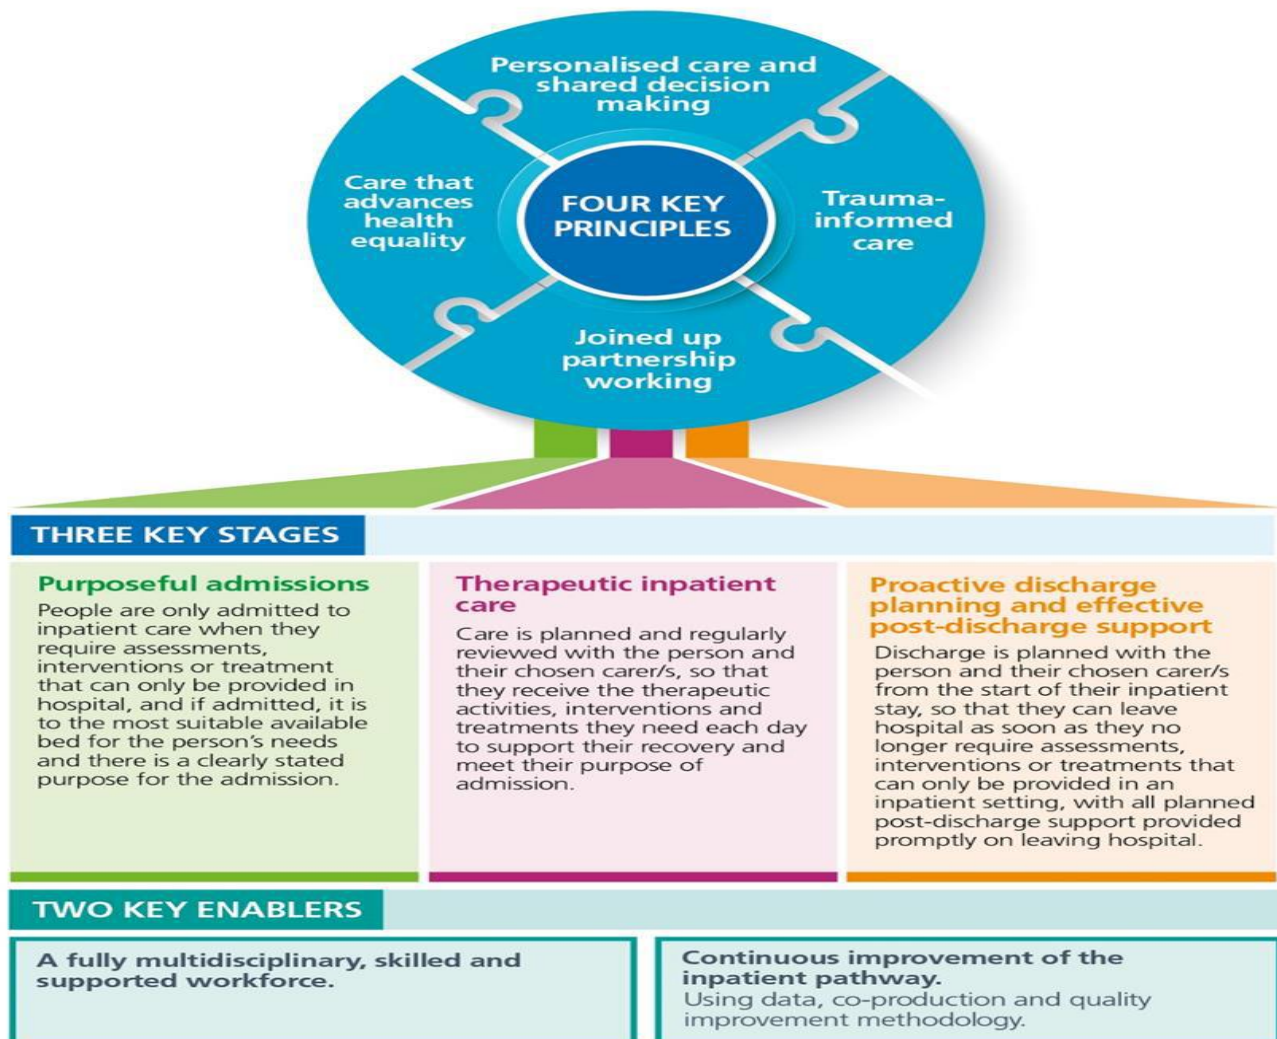 Personalised care and
shared decision
making
Care that
advances
health
equality
FOUR KEY
PRINCIPLES
Trauma-
informed
care
Joined up
partnership
working
THREE KEY STAGES
Purposeful admissions
People are only admitted to
inpatient care when they
require assessments,
interventions or treatment
that can only be provided in
hospital, and if admitted, it is
to the most suitable available
bed for the person's needs
and there is a clearly stated
purpose for the admission.
Therapeutic inpatient
care
Care is planned and regularly
reviewed with the person and
their chosen carer/s, so that
they receive the therapeutic
activities, interventions and
treatments they need each day
to support their recovery and
meet their purpose of
admission.
Proactive discharge
planning and effective
post-discharge support
Discharge is planned with the
person and their chosen carer/s
from the start of their inpatient
stay, so that they can leave
hospital as soon as they no
longer require assessments,
interventions or treatments that
can only be provided in an
inpatient setting, with all planned
post-discharge support provided
promptly on leaving hospital.
TWO KEY ENABLERS
A fully multidisciplinary, skilled and
supported workforce.
Continuous improvement of the
inpatient pathway.
Using data, co-production and quality
improvement methodology.